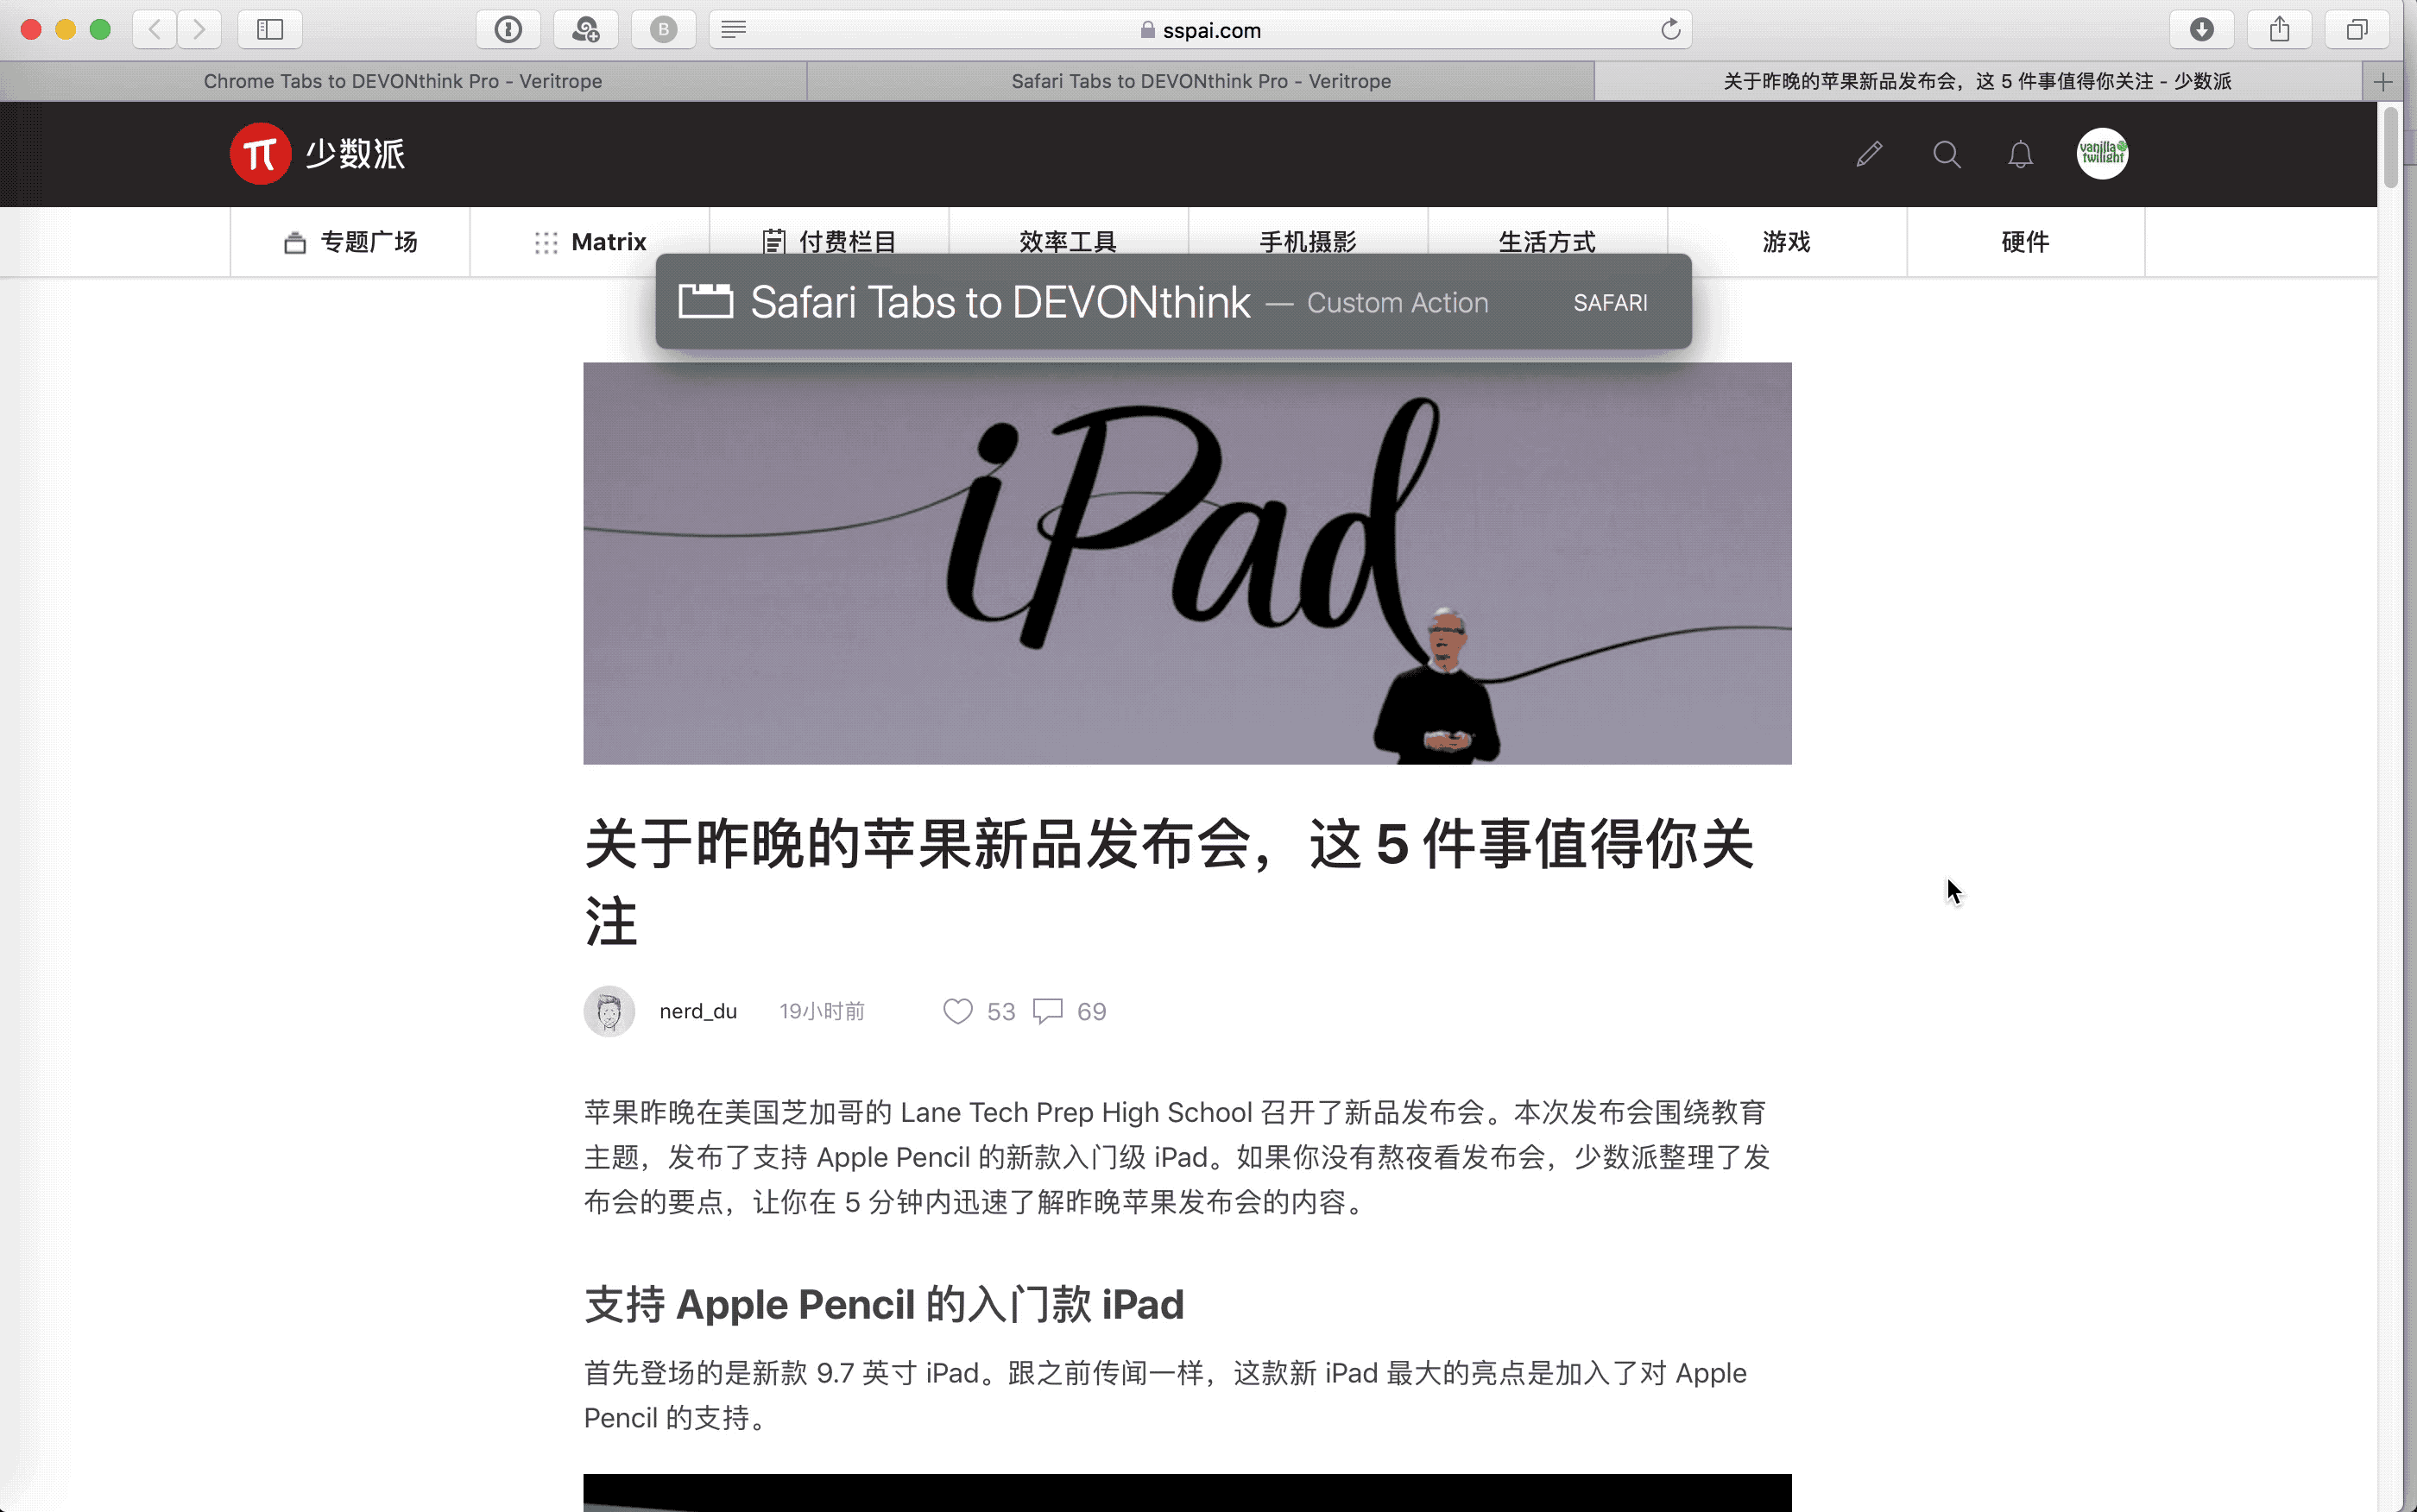 sspai.com
Chrome Tabs to DEVONthink Pro - Veritrope
Safari Tabs to DEVONthink Pro - Veritrope
关于昨晚的苹果新品发布会，这 5 件事值得你关注 - 少数派
少数派
vanilla
twilight
专题广场
Matrix
付费栏目
效率工具
手机摄影
生活方式
游戏
硬件
Safari Tabs to DEVONthink — Custom Action
SAFARI
iPad
关于昨晚的苹果新品发布会，这 5 件事值得你关
注
nerd_du 19小时前 53 69
苹果昨晚在美国芝加哥的 Lane Tech Prep High School 召开了新品发布会。本次发布会围绕教育
主题，发布了支持 Apple Pencil 的新款入门级 iPad。如果你没有熬夜看发布会，少数派整理了发
布会的要点，让你在 5 分钟内迅速了解昨晚苹果发布会的内容。
支持 Apple Pencil 的入门款 iPad
首先登场的是新款 9.7 英寸 iPad。跟之前传闻一样，这款新 iPad 最大的亮点是加入了对 Apple
Pencil 的支持。